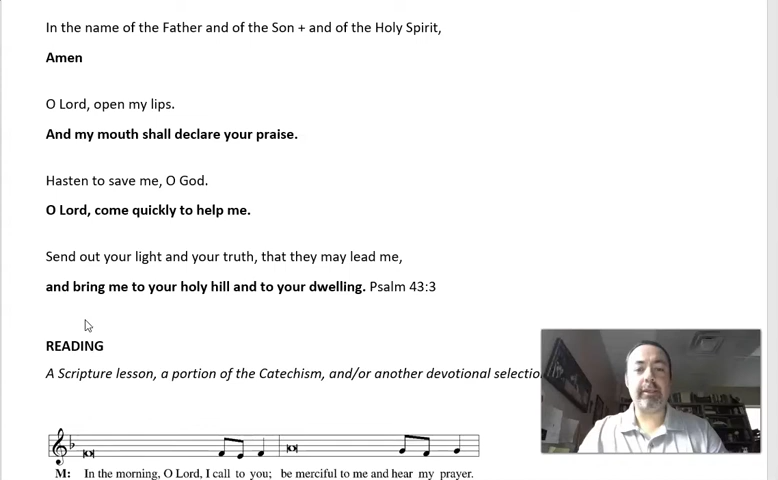 In the name of the Father and of the Son + and of the Holy Spirit,
Amen
O Lord, open my lips.
And my mouth shall declare your praise.
Hasten to save me, O God.
O Lord, come quickly to help me.
Send out your light and your truth, that they may lead me,
and bring me to your holy hill and to your dwelling. Psalm 43:3
READING
A Scripture lesson, a portion of the Catechism, and/or another devotional selectio
M: In the morning, O Lord, I call to you; be merciful to me and hear my prayer.